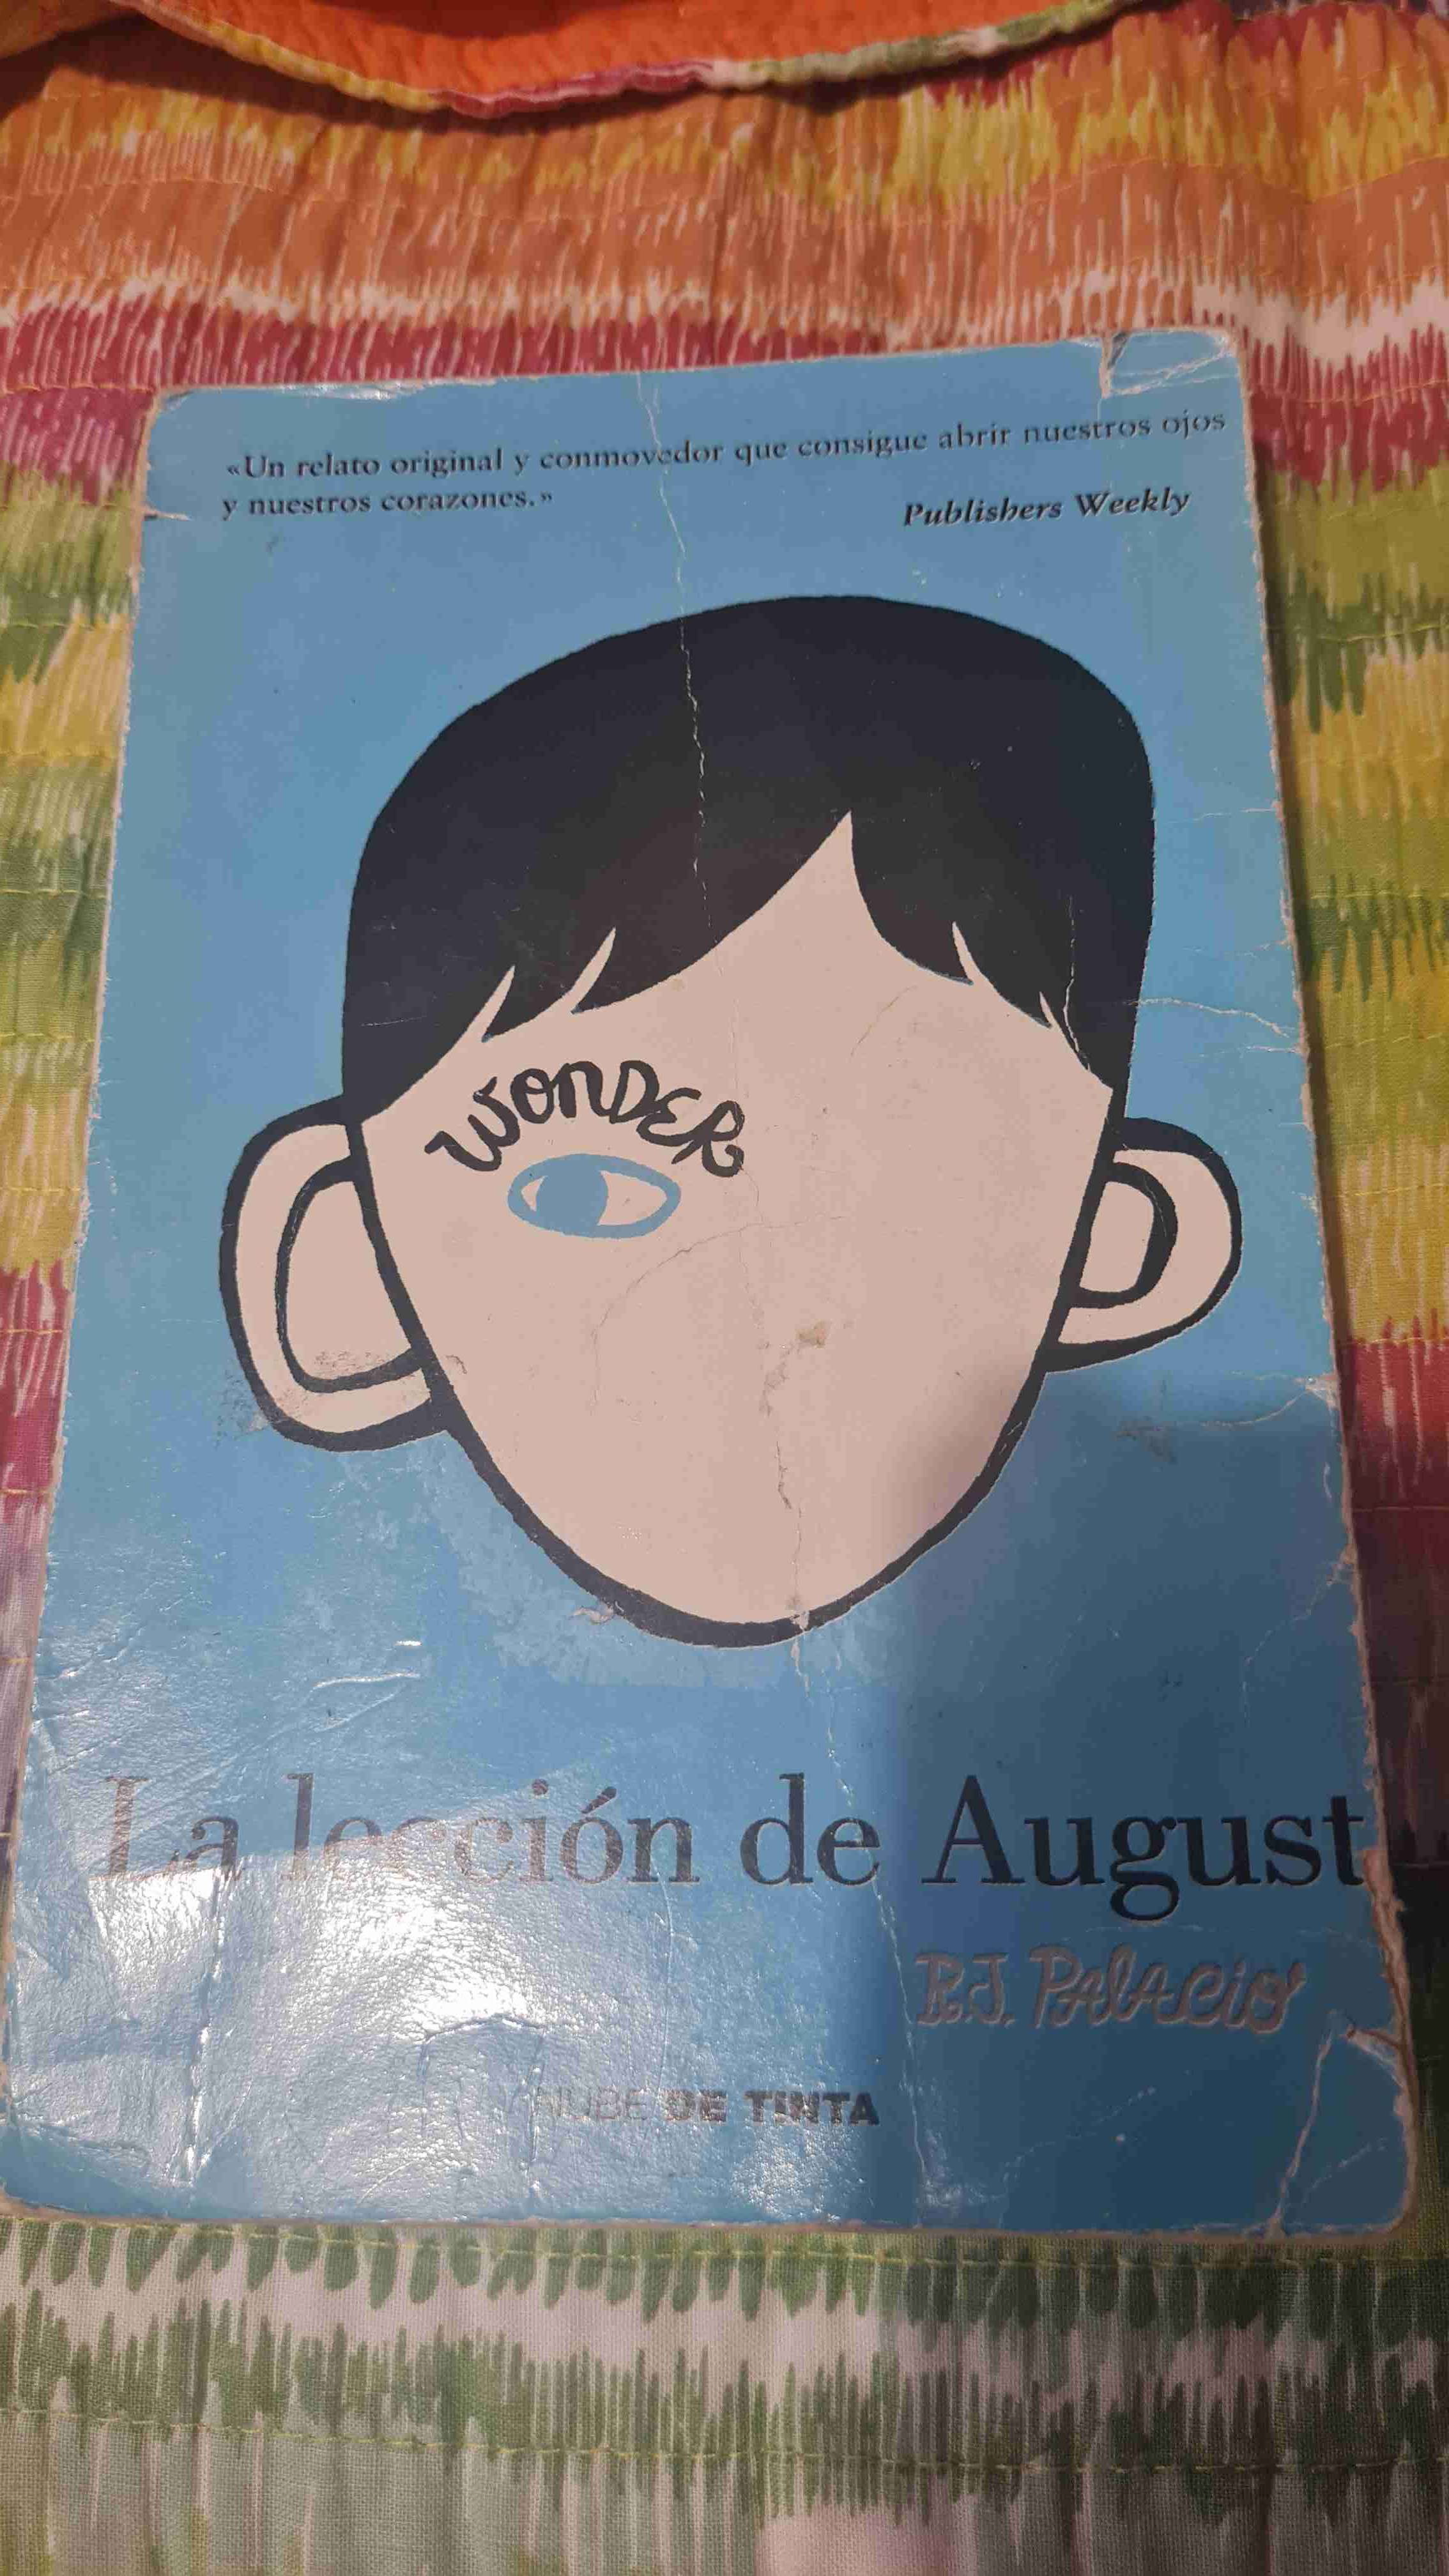 «Un relato original y conmovedor que consigue abrir nuestros ojos
y nuestros corazones.»
Publishers Weekly
WONDER
La lección de August
R.J. Palacio
NUBE DE TINTA